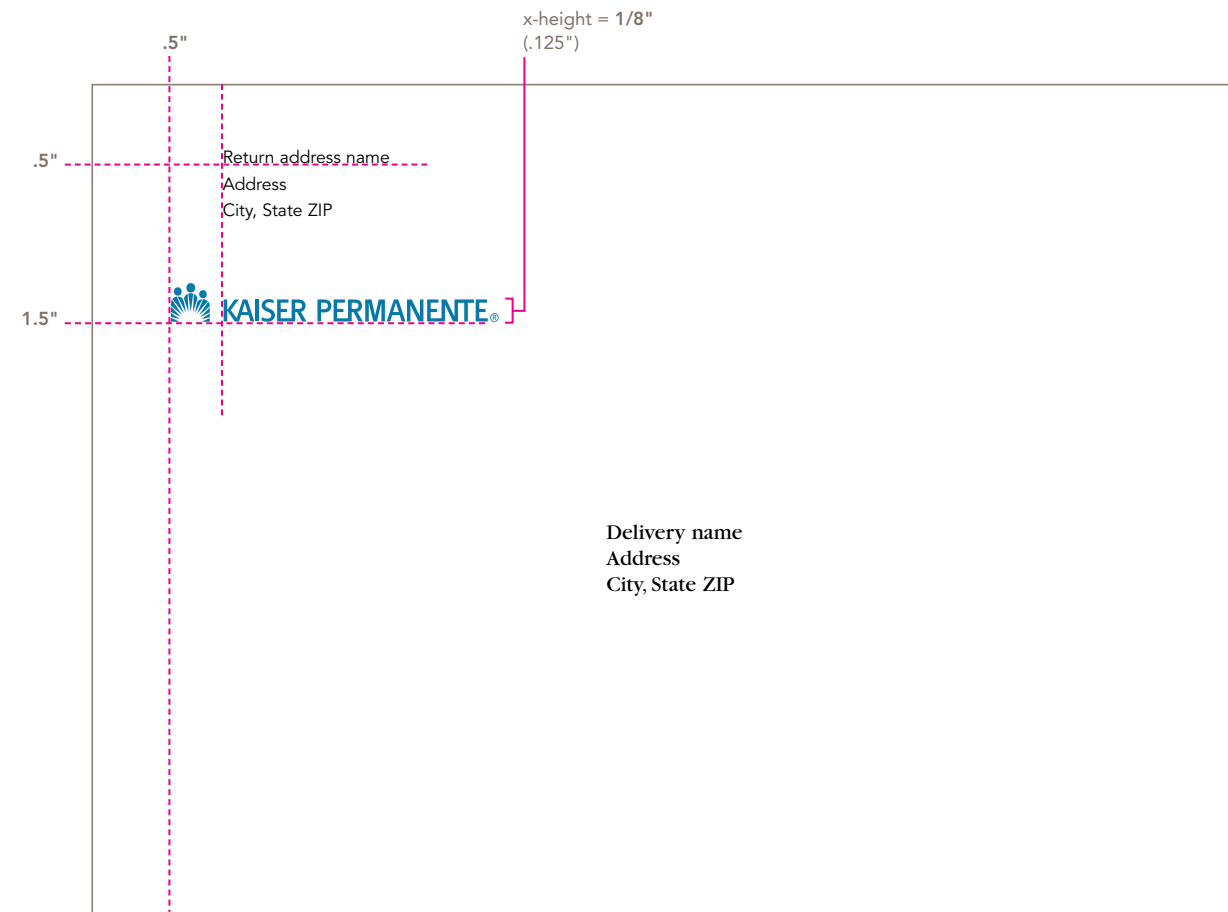 x-height = 1/8"
(.125")
.5"
.5"
Return address name
Address
City, State ZIP
KAISER PERMANENTE®
1.5"
Delivery name
Address
City, State ZIP